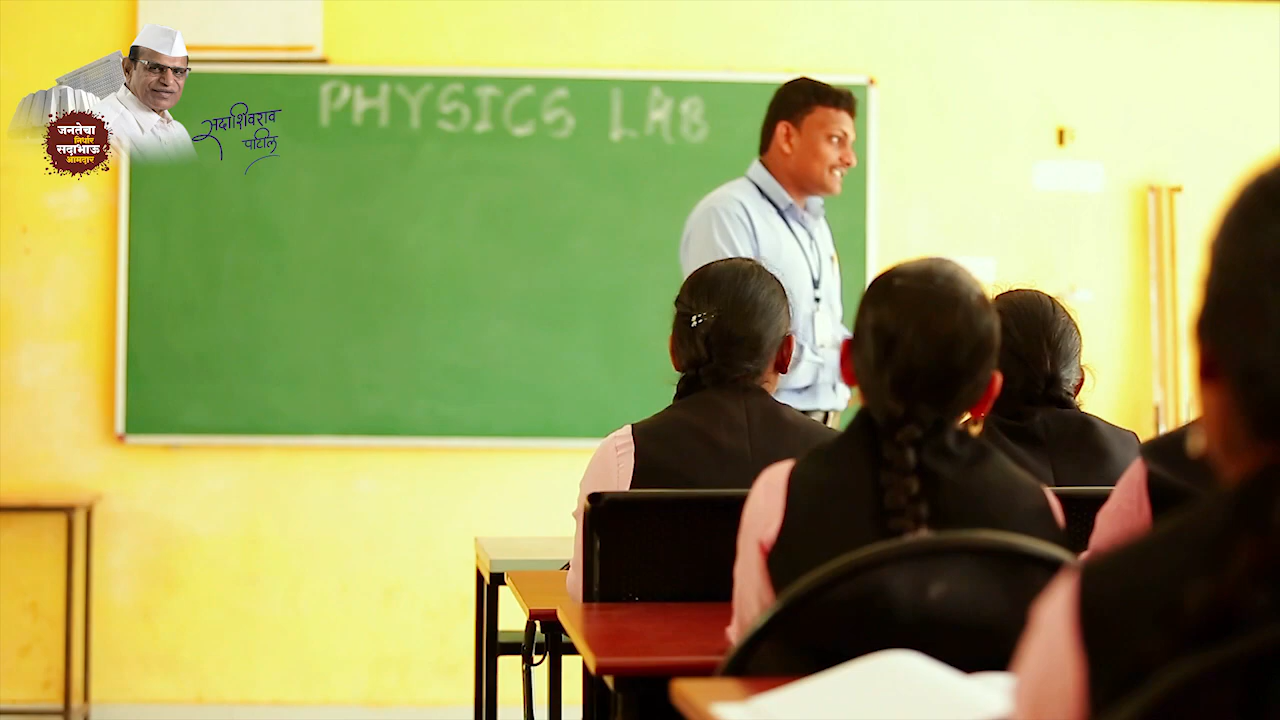 जनतेचा
निर्धार
सदाभाऊ
आमदार
सदाशिवराव
पाटील
PHYSICS LAB